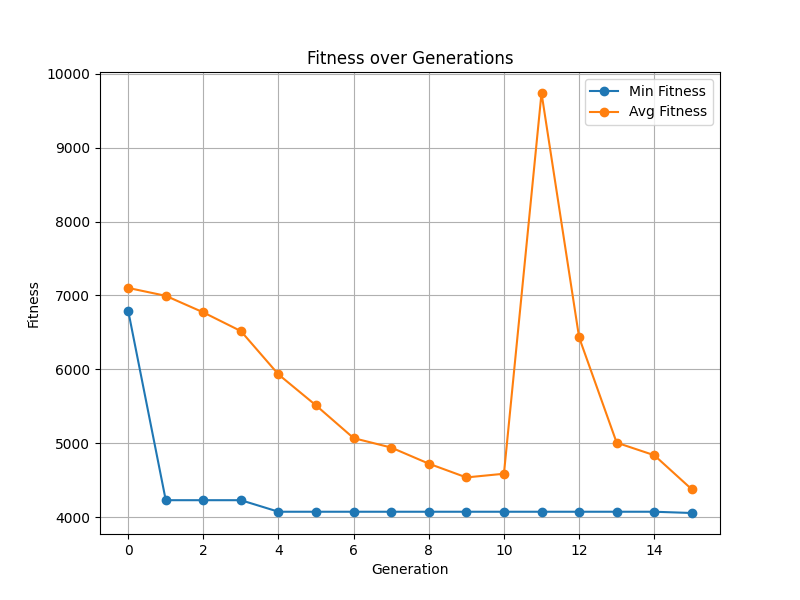 Fitness over Generations
Min Fitness
Avg Fitness
10000
9000
8000
7000
6000
5000
4000
Fitness
0 2 4 6 8 10 12 14
Generation